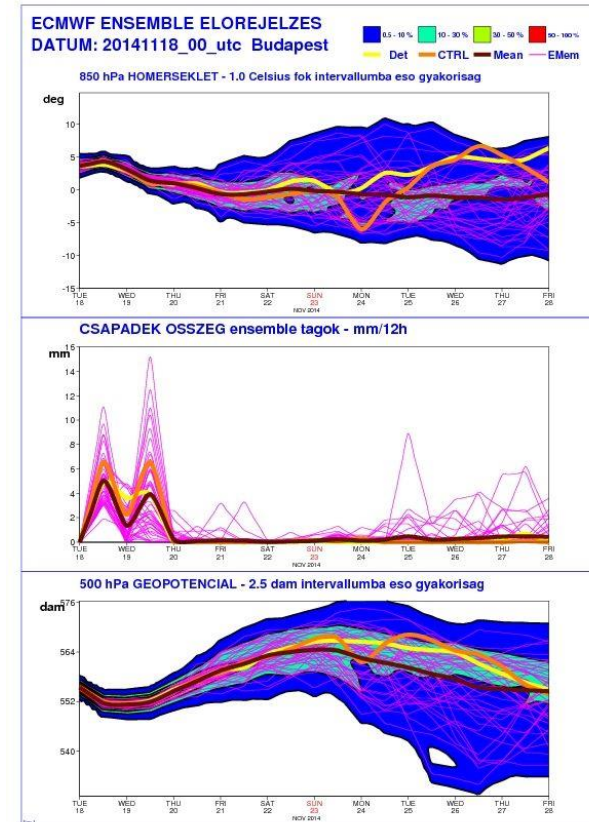 ECMWF ENSEMBLE ELOREJELZES
DATUM: 20141118_00_utc Budapest
0.5 - 10 % 10 - 30 % 30 - 50 % 50 - 100 %
Det CTRL Mean EMem
850 hPa HOMERSEKLET - 1.0 Celsius fok intervallumba eso gyakorisag
deg
10
5
0
-5
-10
-15
TUE WED THU FRI SAT SUN MON TUE WED THU FRI
18 19 20 21 22 23 24 25 26 27 28
NOV 2014
CSAPADEK OSSZEG ensemble tagok - mm/12h
mm
16
14
12
10
8
6
4
2
0
TUE WED THU FRI SAT SUN MON TUE WED THU FRI
18 19 20 21 22 23 24 25 26 27 28
NOV 2014
500 hPa GEOPOTENCIAL - 2.5 dam intervallumba eso gyakorisag
dam
576
564
552
540
TUE WED THU FRI SAT SUN MON TUE WED THU FRI
18 19 20 21 22 23 24 25 26 27 28
NOV 2014